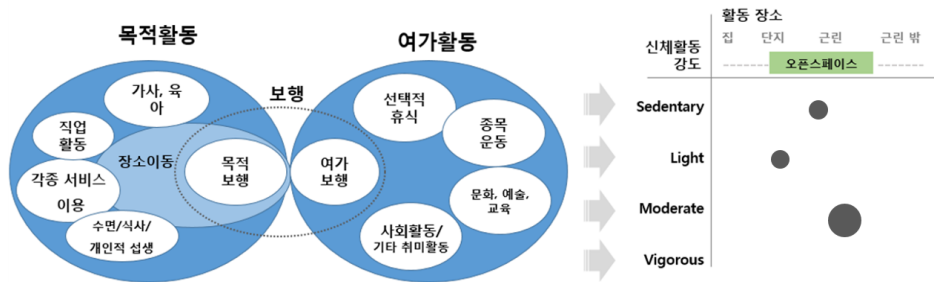 목적활동
여가활동
가사, 육
아
직업
활동
장소이동
각종 서비스
이용
수면/식사/
개인적 섭생
목적
보행
보행
여가
보행
선택적
휴식
종목
운동
문화, 예술,
교육
사회활동/
기타 취미활동
활동 장소
집 단지 근린 근린 밖
신체활동
강도
오픈스페이스
Sedentary
Light
Moderate
Vigorous